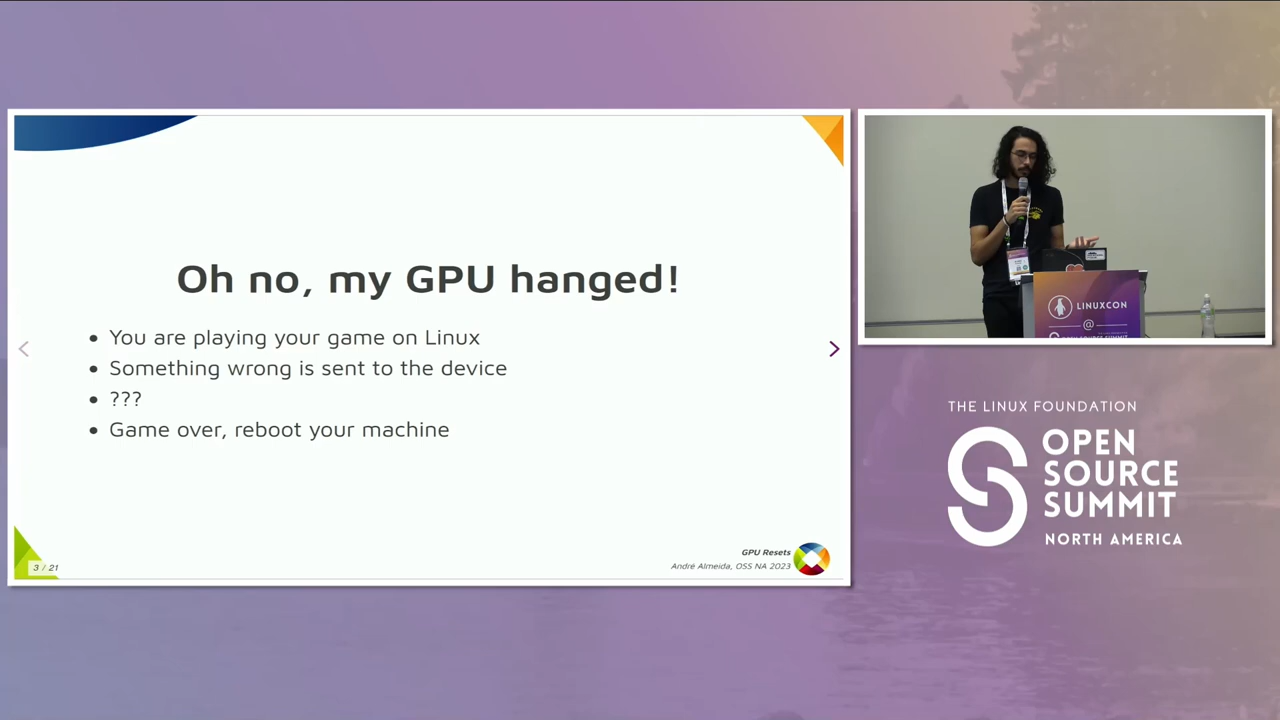 Oh no, my GPU hanged!
You are playing your game on Linux
Something wrong is sent to the device
???
Game over, reboot your machine
3 / 21
GPU Resets
André Almeida, OSS NA 2023
LINUXCON
@
THE LINUX FOUNDATION
OPEN
SOURCE
SUMMIT
NORTH AMERICA